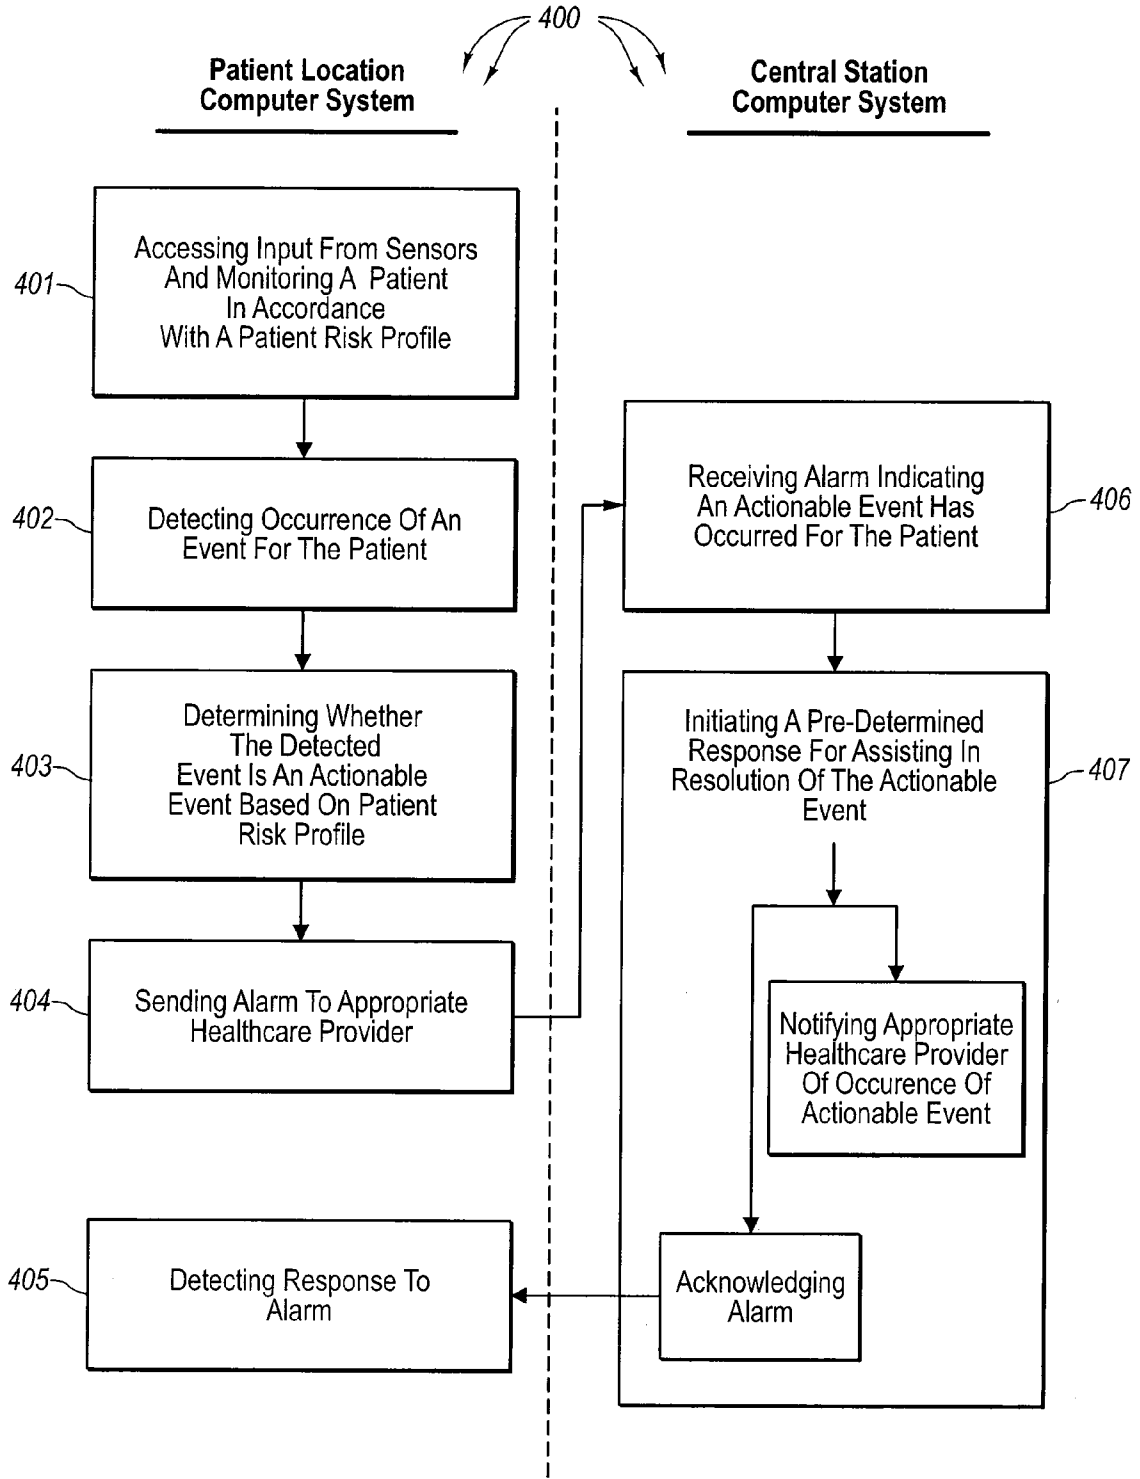 400
Patient Location
Computer System
Central Station
Computer System
401
Accessing Input From Sensors
And Monitoring A Patient
In Accordance
With A Patient Risk Profile
402
Detecting Occurrence Of An
Event For The Patient
403
Determining Whether
The Detected
Event Is An Actionable
Event Based On Patient
Risk Profile
404
Sending Alarm To Appropriate
Healthcare Provider
405
Detecting Response To
Alarm
Receiving Alarm Indicating
An Actionable Event Has
Occurred For The Patient
406
Initiating A Pre-Determined
Response For Assisting In
Resolution Of The Actionable
Event
407
Notifying Appropriate
Healthcare Provider
Of Occurence Of
Actionable Event
Acknowledging
Alarm